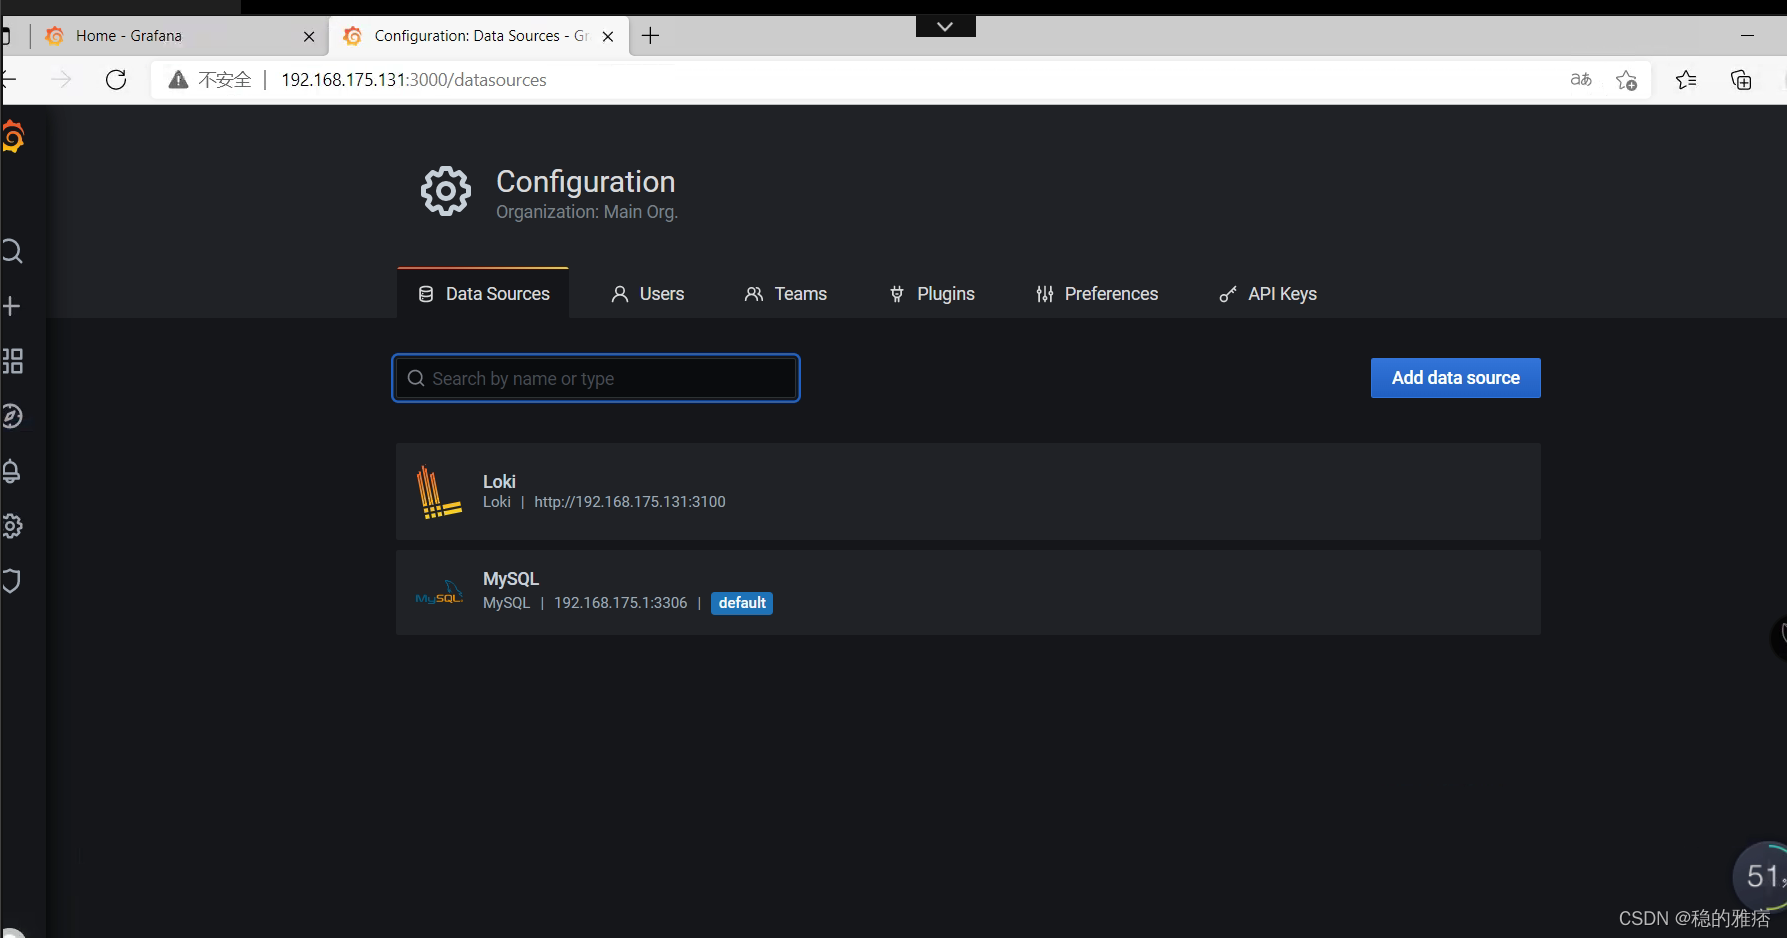 Home - Grafana
Configuration: Data Sources - Gr
不安全 192.168.175.131:3000/datasources
aあ
Configuration
Organization: Main Org.
Data Sources Users Teams Plugins Preferences API Keys
Search by name or type
Add data source
Loki
Loki | http://192.168.175.131:3100
MySQL
MySQL
MySQL | 192.168.175.1:3306 | default
51
CSDN @稳的雅痞